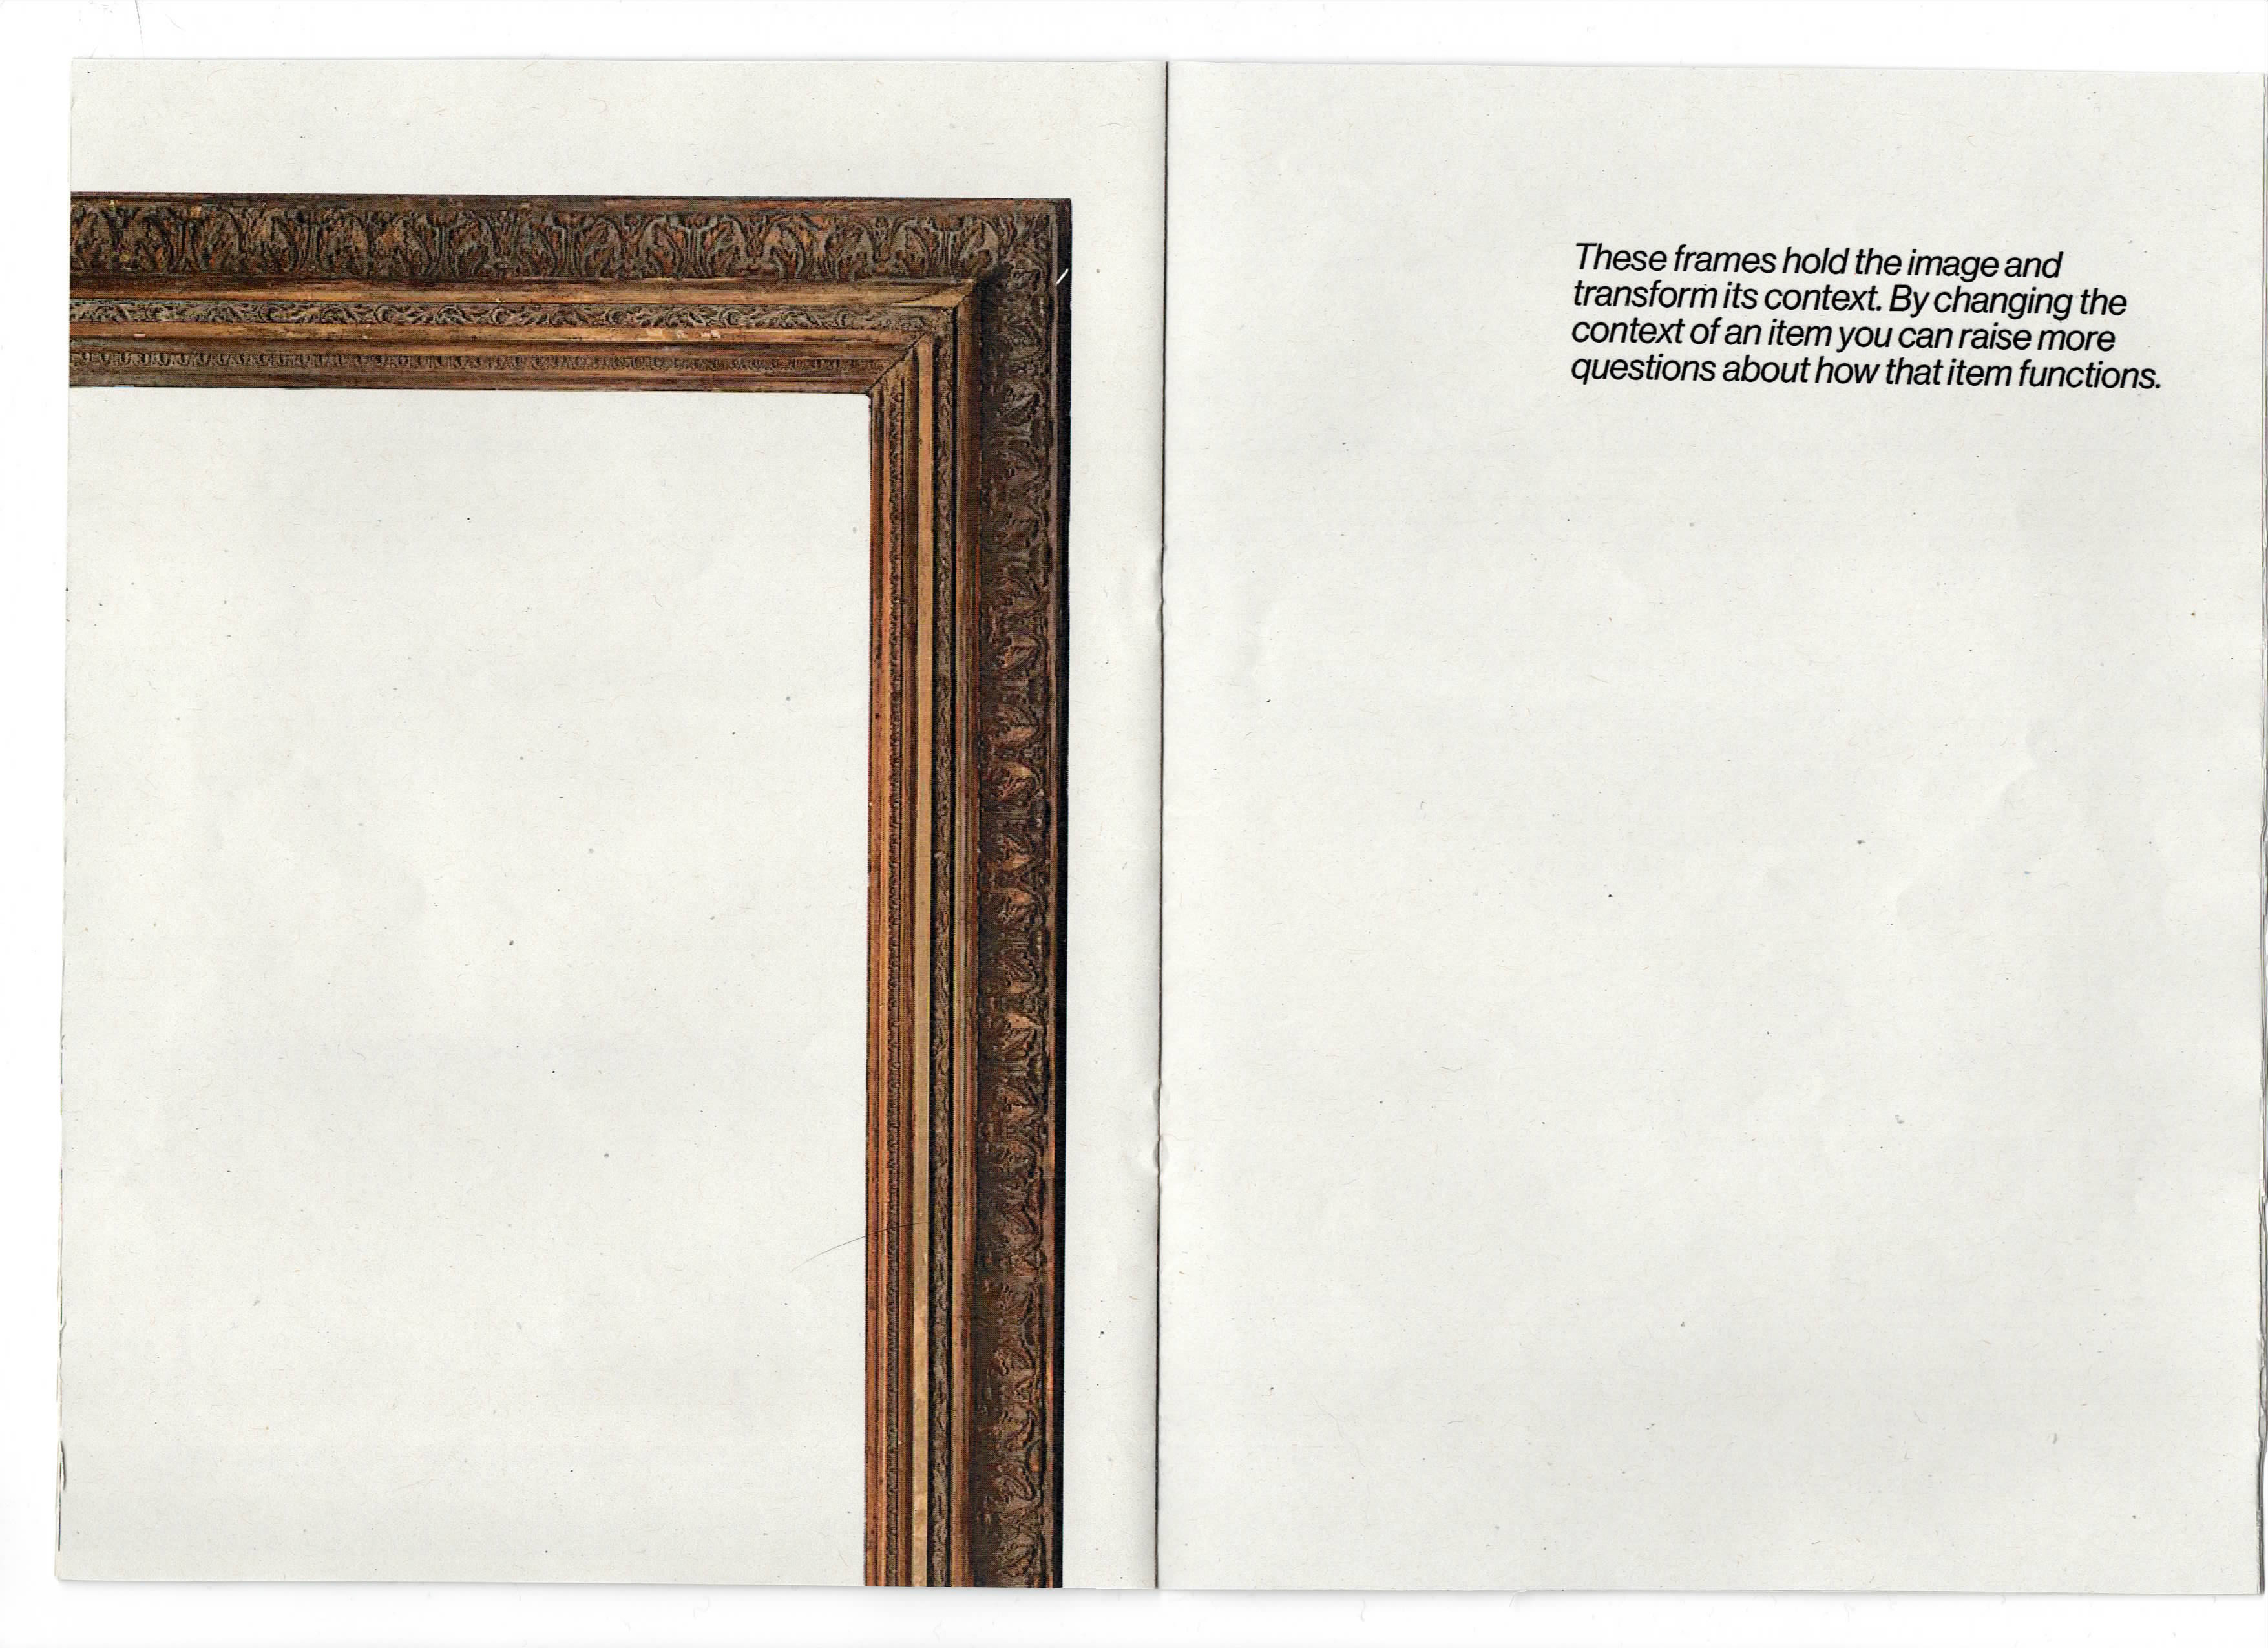 These frames hold the image and
transform its context. By changing the
context of an item you can raise more
questions about how that item functions.